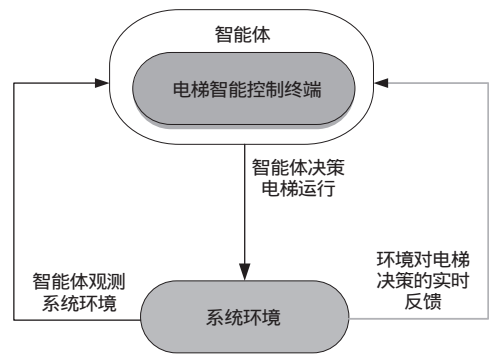 智能体
电梯智能控制终端
智能体决策
电梯运行
智能体观测
系统环境
环境对电梯
决策的实时
反馈
系统环境